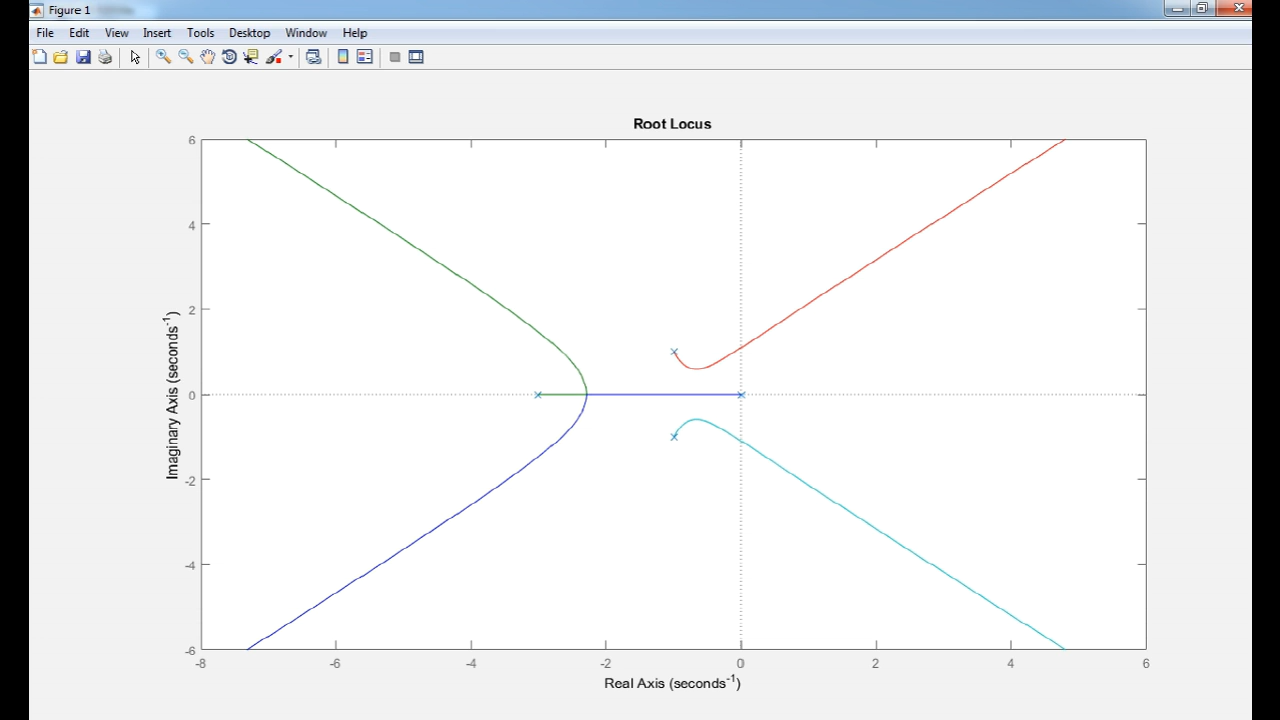 Figure 1
File Edit View Insert Tools Desktop Window Help
Root Locus
6
4
2
0
-2
-4
-6
Imaginary Axis (seconds⁻¹)
-8 -6 -4 -2 0 2 4 6
Real Axis (seconds⁻¹)